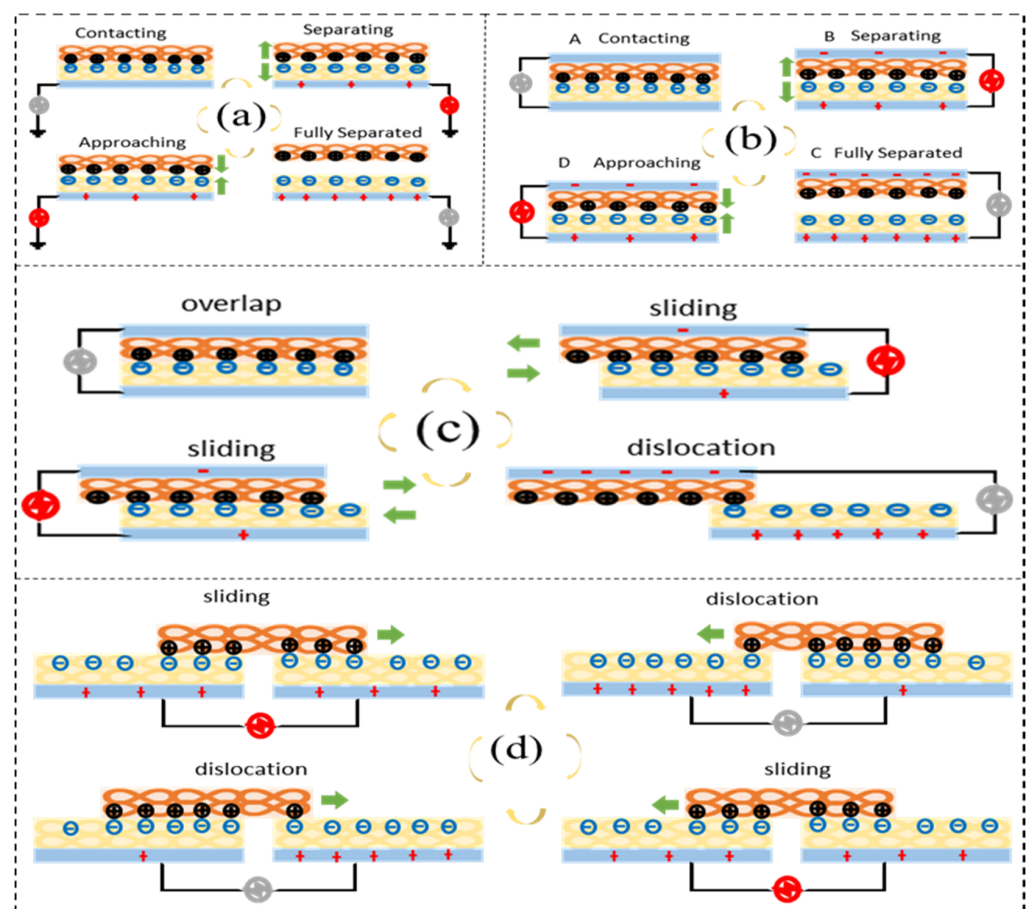 Contacting
Separating
(a)
Approaching
Fully Separated
A Contacting
B Separating
(b)
D Approaching
C Fully Separated
overlap
sliding
(c)
sliding
dislocation
sliding
dislocation
(d)
dislocation
sliding